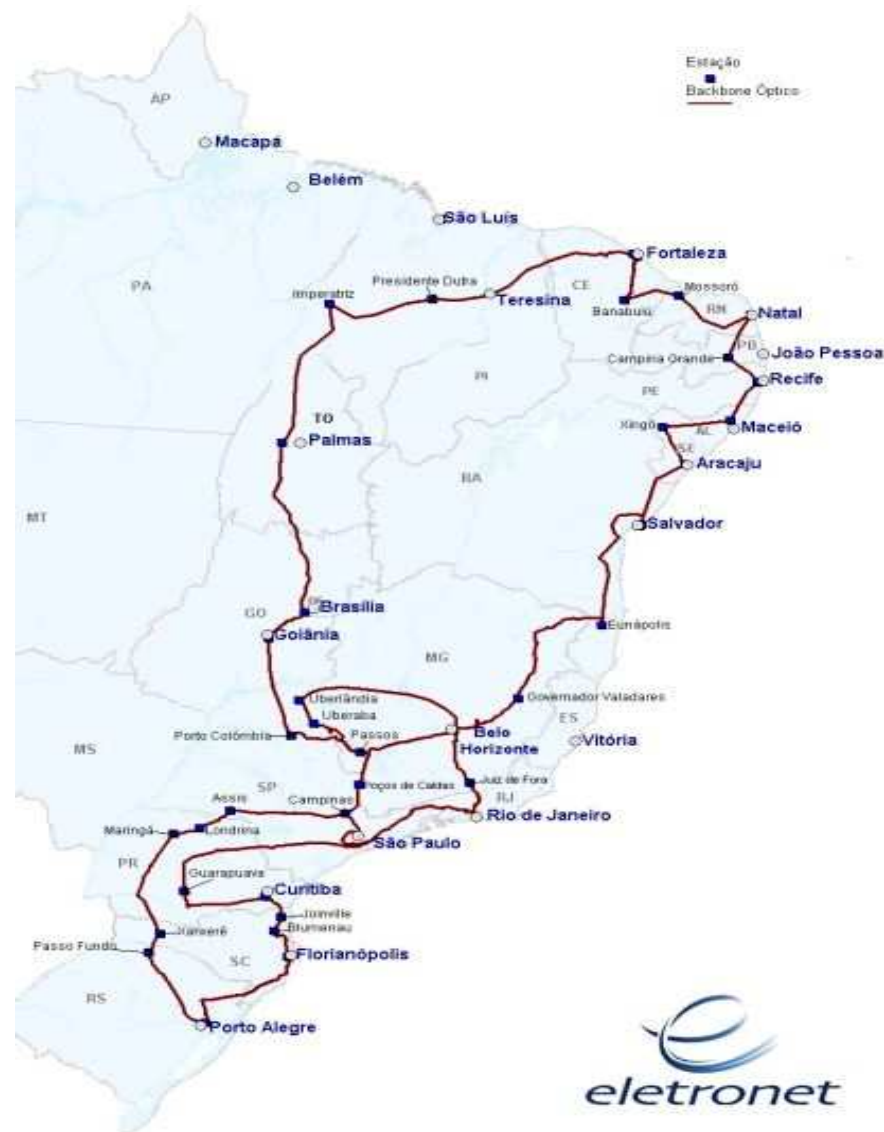 Estação
Backbone Óptico
AP
Macapá
Belém
São Luís
Fortaleza
PA
Imperatriz
Presidente Dutra
Teresina
CE
Banabuiú
Mossoró
RN
Natal
PB
João Pessoa
Campina Grande
Recife
PI
PE
TO
Palmas
Xingó
AL
Maceió
SE
Aracaju
BA
MT
Salvador
Brasília
GO
Goiânia
Eunápolis
MG
Uberlândia
Uberaba
Governador Valadares
ES
Porto Colômbia
Passos
Belo
Horizonte
Vitória
MS
SP
Poços de Caldas
Juiz de Fora
RJ
Assis
Campinas
Rio de Janeiro
Maringá
Londrina
São Paulo
PR
Guarapuava
Curitiba
Joinville
Blumenau
Xanxerê
Passo Fundo
SC
Florianópolis
RS
Porto Alegre
eletronet